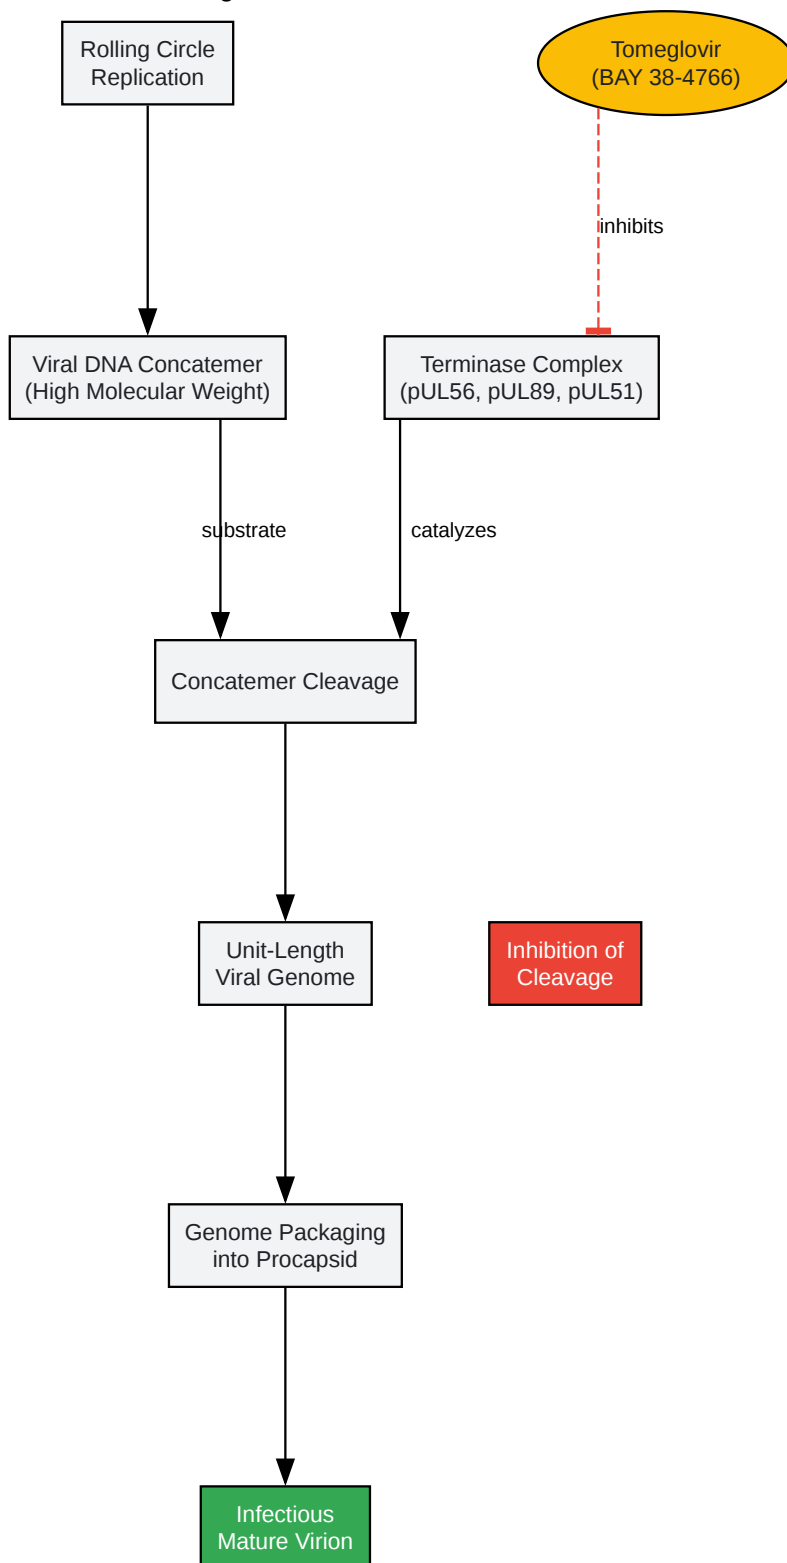 Rolling Circle
Replication
Tomeglovir
(BAY 38-4766)
inhibits
Viral DNA Concatemer
(High Molecular Weight)
Terminase Complex
(pUL56, pUL89, pUL51)
substrate
catalyzes
Concatemer Cleavage
Unit-Length
Viral Genome
Inhibition of
Cleavage
Genome Packaging
into Procapsid
Infectious
Mature Virion